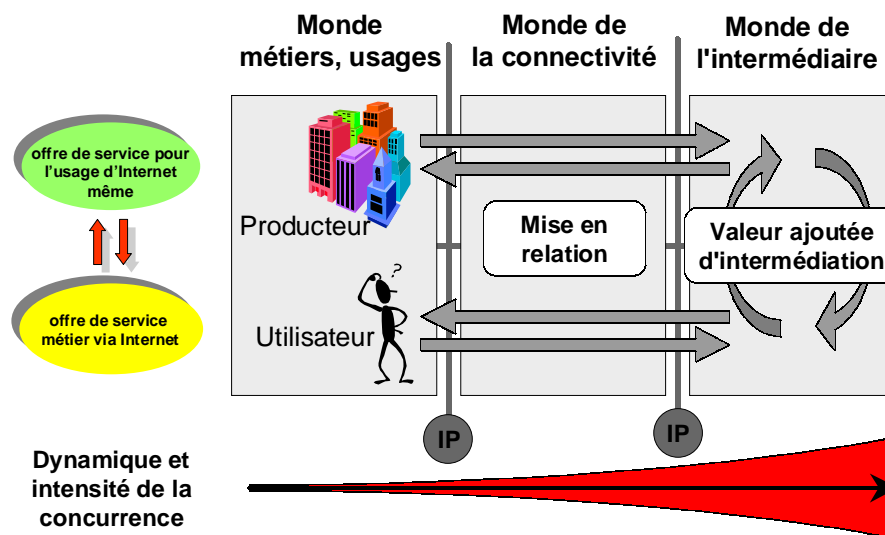 Monde
métiers, usages
Monde de
la connectivité
Monde de
l'intermédiaire
offre de service pour
l'usage d'Internet
même
offre de service
métier via Internet
Producteur
Utilisateur
?
Mise en
relation
Valeur ajoutée
d'intermédiation
IP
IP
Dynamique et
intensité de la
concurrence